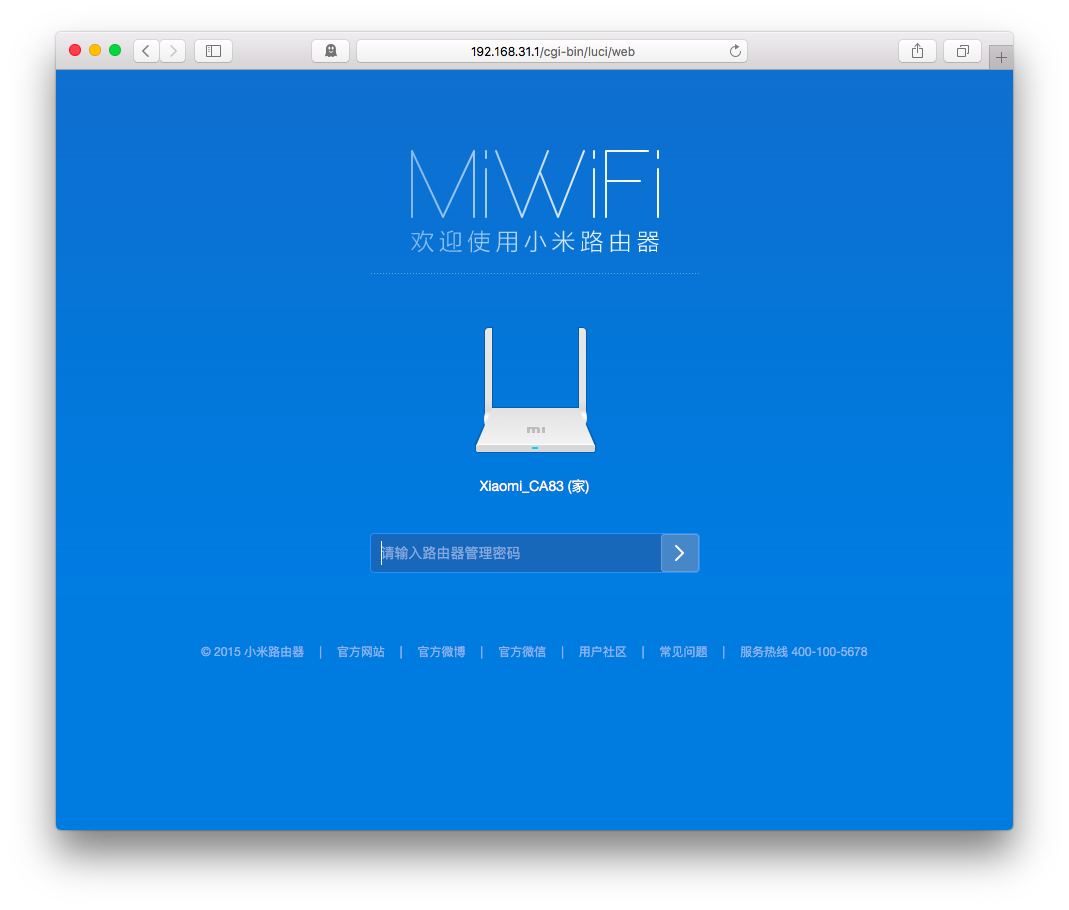 192.168.31.1/cgi-bin/luci/web
MiWiFi
欢迎使用小米路由器
mi
Xiaomi_CA83 (家)
请输入路由器管理密码
© 2015 小米路由器 | 官方网站 | 官方微博 | 官方微信 | 用户社区 | 常见问题 | 服务热线 400-100-5678